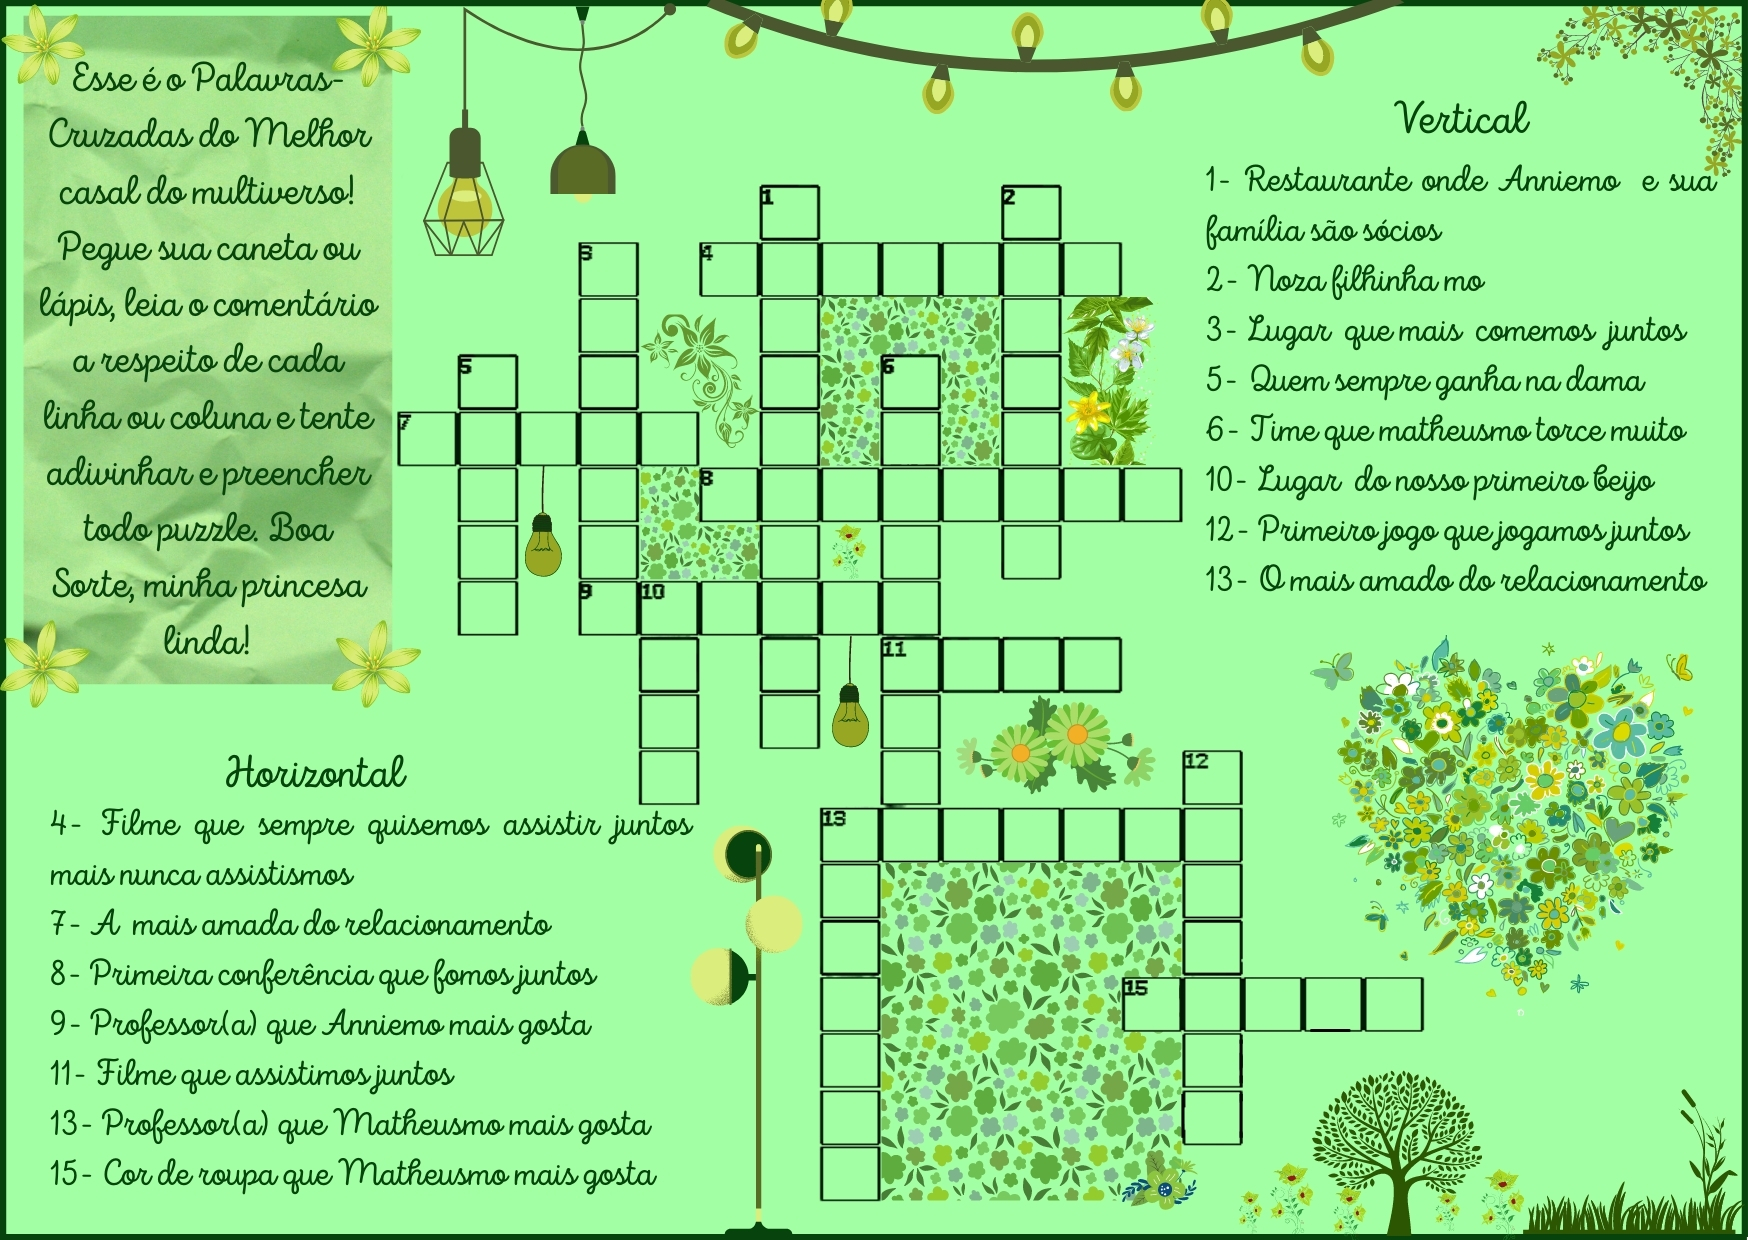 Esse é o Palavras-
Cruzadas do Melhor
casal do multiverso!
Pegue sua caneta ou
lápis, leia o comentário
a respeito de cada
linha ou coluna e tente
adivinhar e preencher
todo puzzle. Boa
Sorte, minha princesa
linda!
Vertical
1- Restaurante onde Anniemo e sua
família são sócios
2- Noza filhinha mo
3- Lugar que mais comemos juntos
5- Quem sempre ganha na dama
6- Time que matheusmo torce muito
10- Lugar do nosso primeiro beijo
12- Primeiro jogo que jogamos juntos
13- O mais amado do relacionamento
1
2
3
4
5
6
7
8
9
10
11
12
13
15
Horizontal
4- Filme que sempre quisemos assistir juntos
mais nunca assistismos
7- A mais amada do relacionamento
8- Primeira conferência que fomos juntos
9- Professor(a) que Anniemo mais gosta
11- Filme que assistimos juntos
13- Professor(a) que Matheusmo mais gosta
15- Cor de roupa que Matheusmo mais gosta